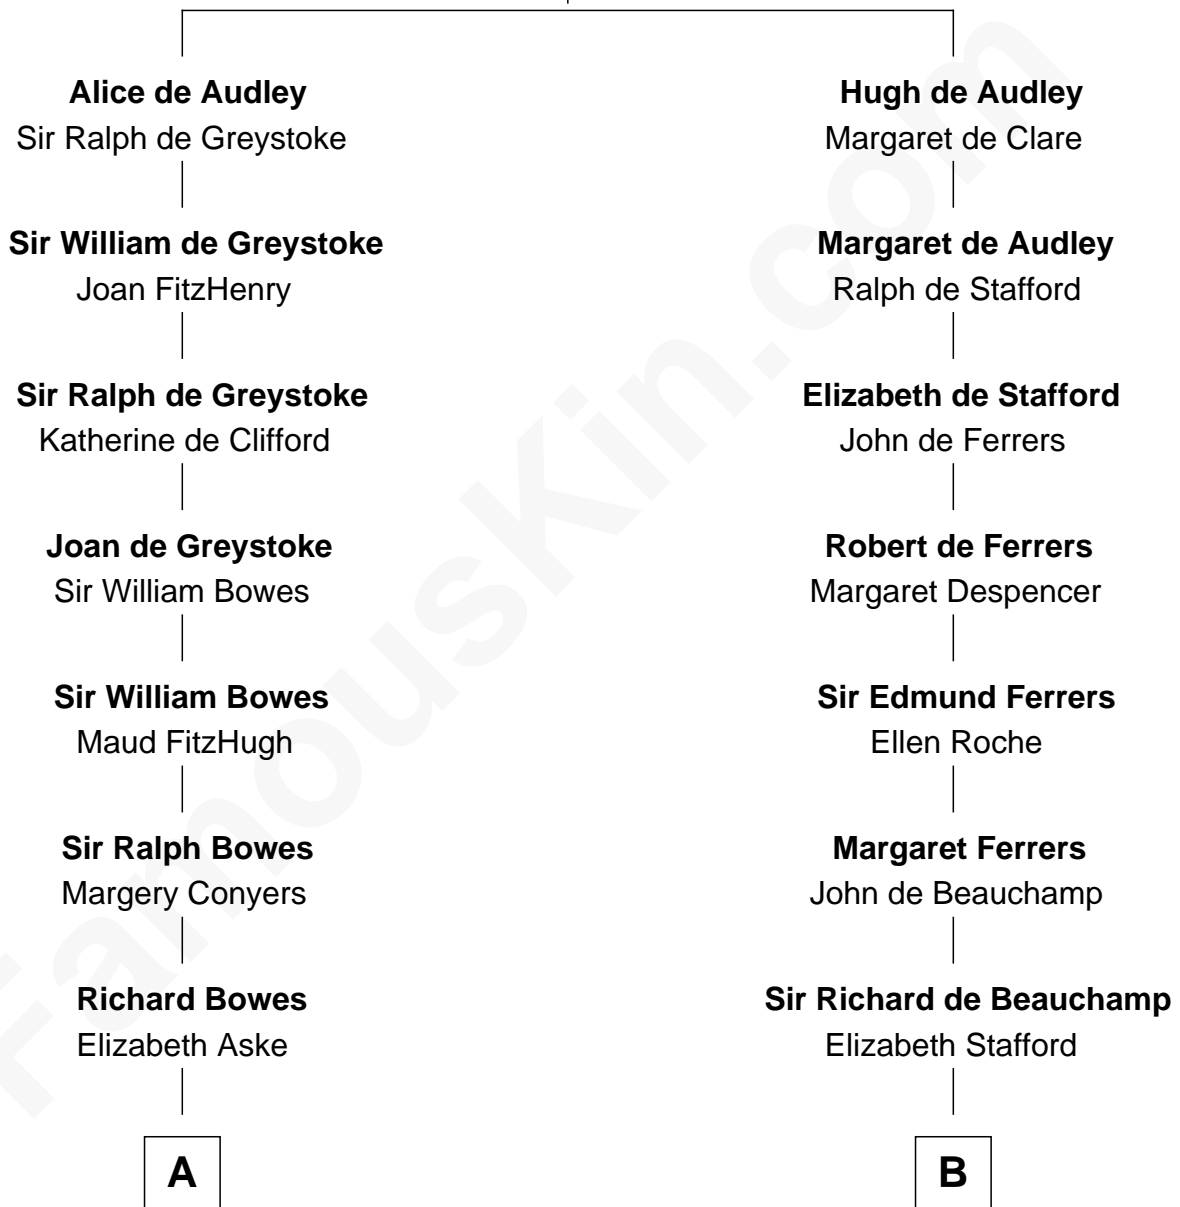 Alice de Audley
Sir Ralph de Greystoke
Sir William de Greystoke
Joan FitzHenry
Sir Ralph de Greystoke
Katherine de Clifford
Joan de Greystoke
Sir William Bowes
Sir William Bowes
Maud FitzHugh
Sir Ralph Bowes
Margery Conyers
Richard Bowes
Elizabeth Aske
A
Hugh de Audley
Margaret de Clare
Margaret de Audley
Ralph de Stafford
Elizabeth de Stafford
John de Ferrers
Robert de Ferrers
Margaret Despencer
Sir Edmund Ferrers
Ellen Roche
Margaret Ferrers
John de Beauchamp
Sir Richard de Beauchamp
Elizabeth Stafford
B
FamousKin.com